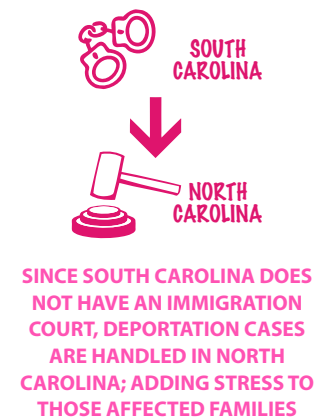 SOUTH
CAROLINA
NORTH
CAROLINA
SINCE SOUTH CAROLINA DOES
NOT HAVE AN IMMIGRATION
COURT, DEPORTATION CASES
ARE HANDLED IN NORTH
CAROLINA; ADDING STRESS TO
THOSE AFFECTED FAMILIES